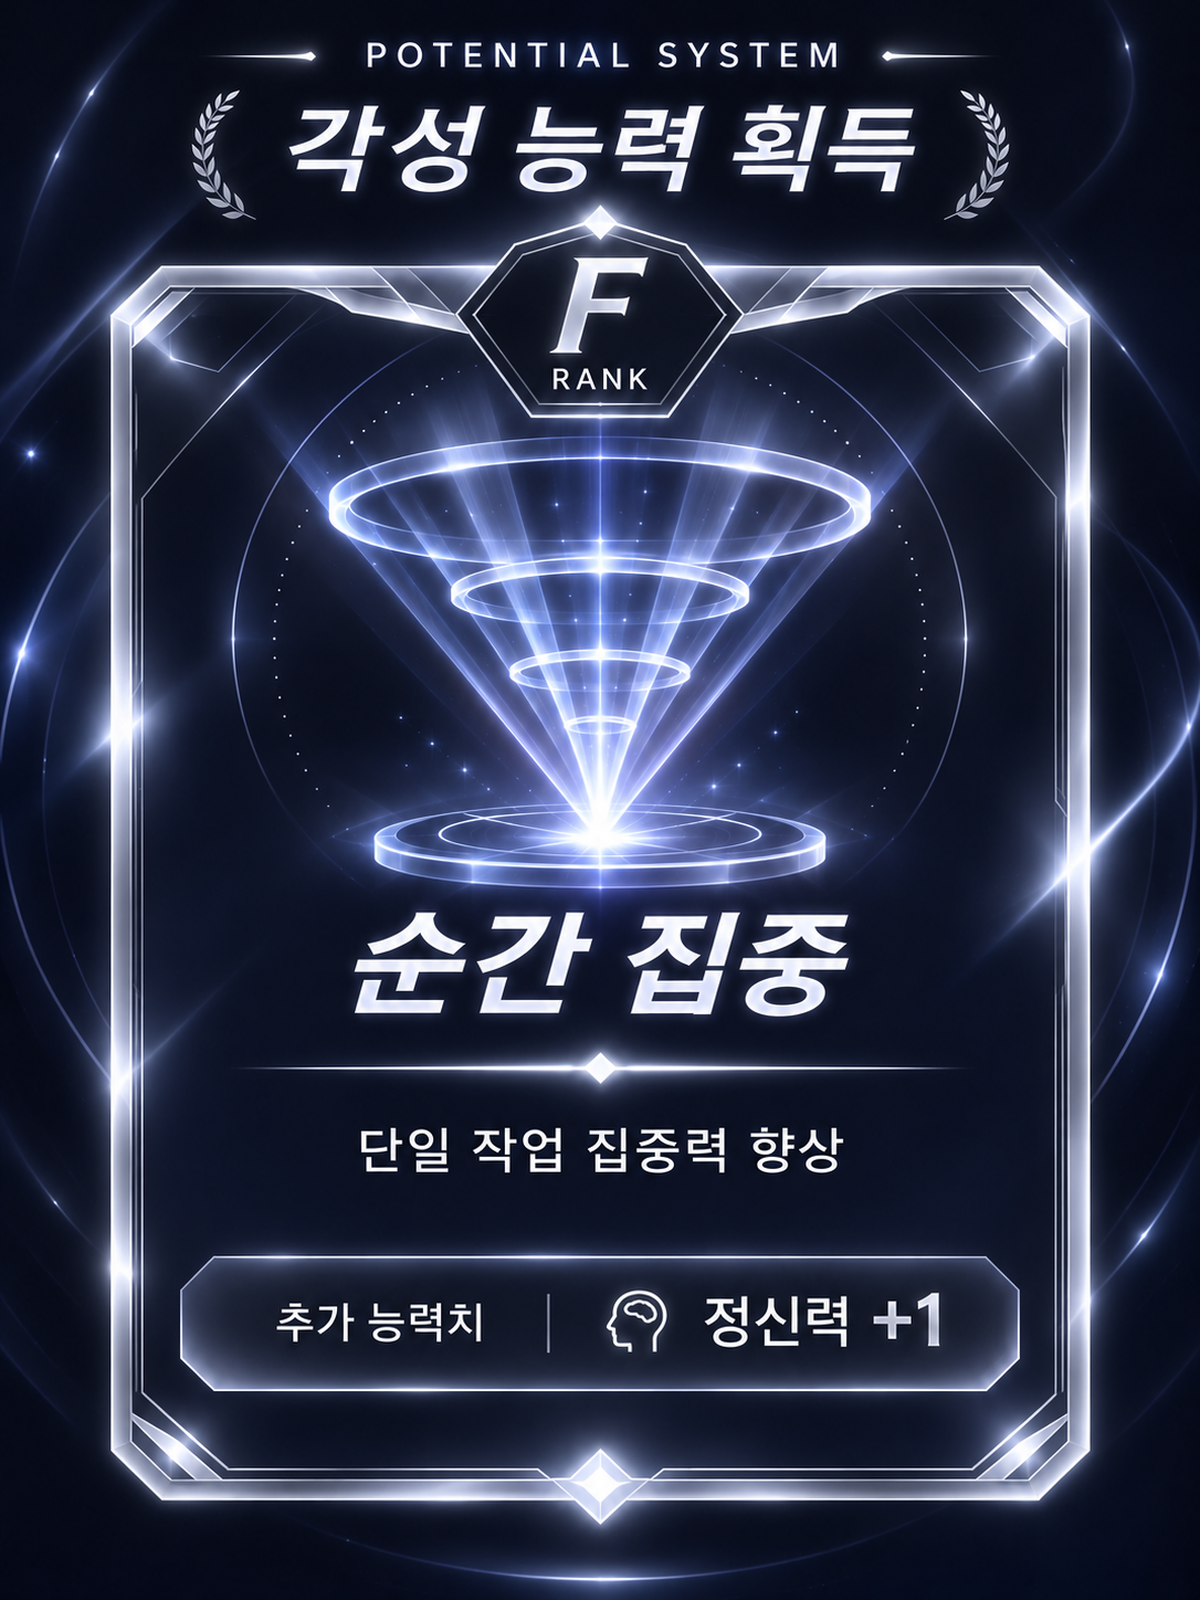 POTENTIAL SYSTEM
각성 능력 획득
F
RANK
순간 집중
단일 작업 집중력 향상
추가 능력치
정신력 +1